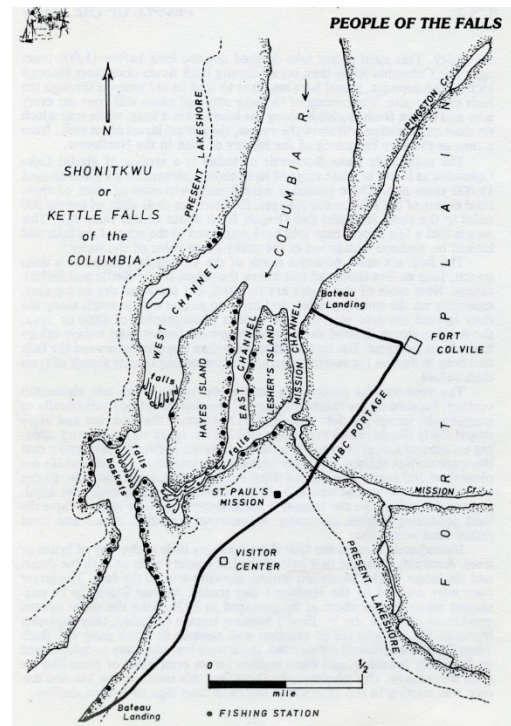 PEOPLE OF THE FALLS
N
SHONITKWU
or
KETTLE FALLS
of the
COLUMBIA
PRESENT LAKESHORE
COLUMBIA R.
PINGSTON Cr.
FORT PLAIN
WEST CHANNEL
Bateau
Landing
FORT
COLVILE
falls
HAYES ISLAND
EAST CHANNEL
LESHER'S ISLAND
MISSION CHANNEL
HBC PORTAGE
falls
baskets
falls
ST. PAUL'S
MISSION
MISSION Cr.
VISITOR
CENTER
PRESENT LAKESHORE
0 1/2
mile
Bateau
Landing
FISHING STATION